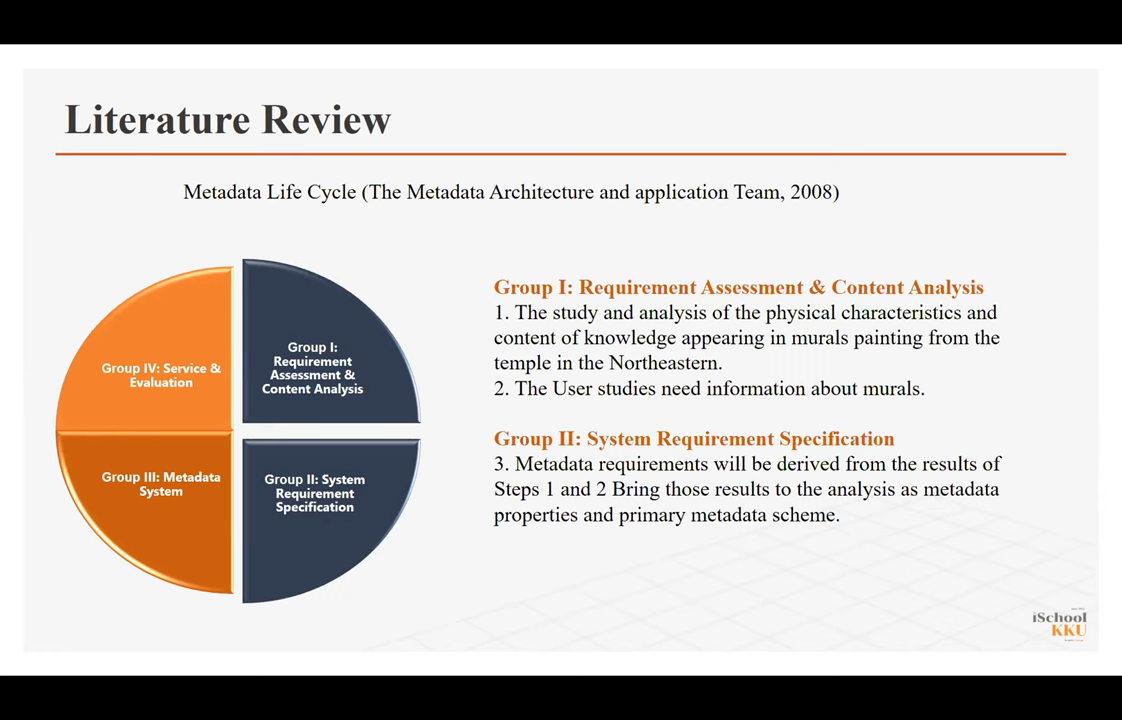 Literature Review
Metadata Life Cycle (The Metadata Architecture and application Team, 2008)
Group IV: Service &
Evaluation
Group I:
Requirement
Assessment &
Content Analysis
Group III: Metadata
System
Group II: System
Requirement
Specification
Group I: Requirement Assessment & Content Analysis
1. The study and analysis of the physical characteristics and
content of knowledge appearing in murals painting from the
temple in the Northeastern.
2. The User studies need information about murals.
Group II: System Requirement Specification
3. Metadata requirements will be derived from the results of
Steps 1 and 2 Bring those results to the analysis as metadata
properties and primary metadata scheme.
iSchool
KKU